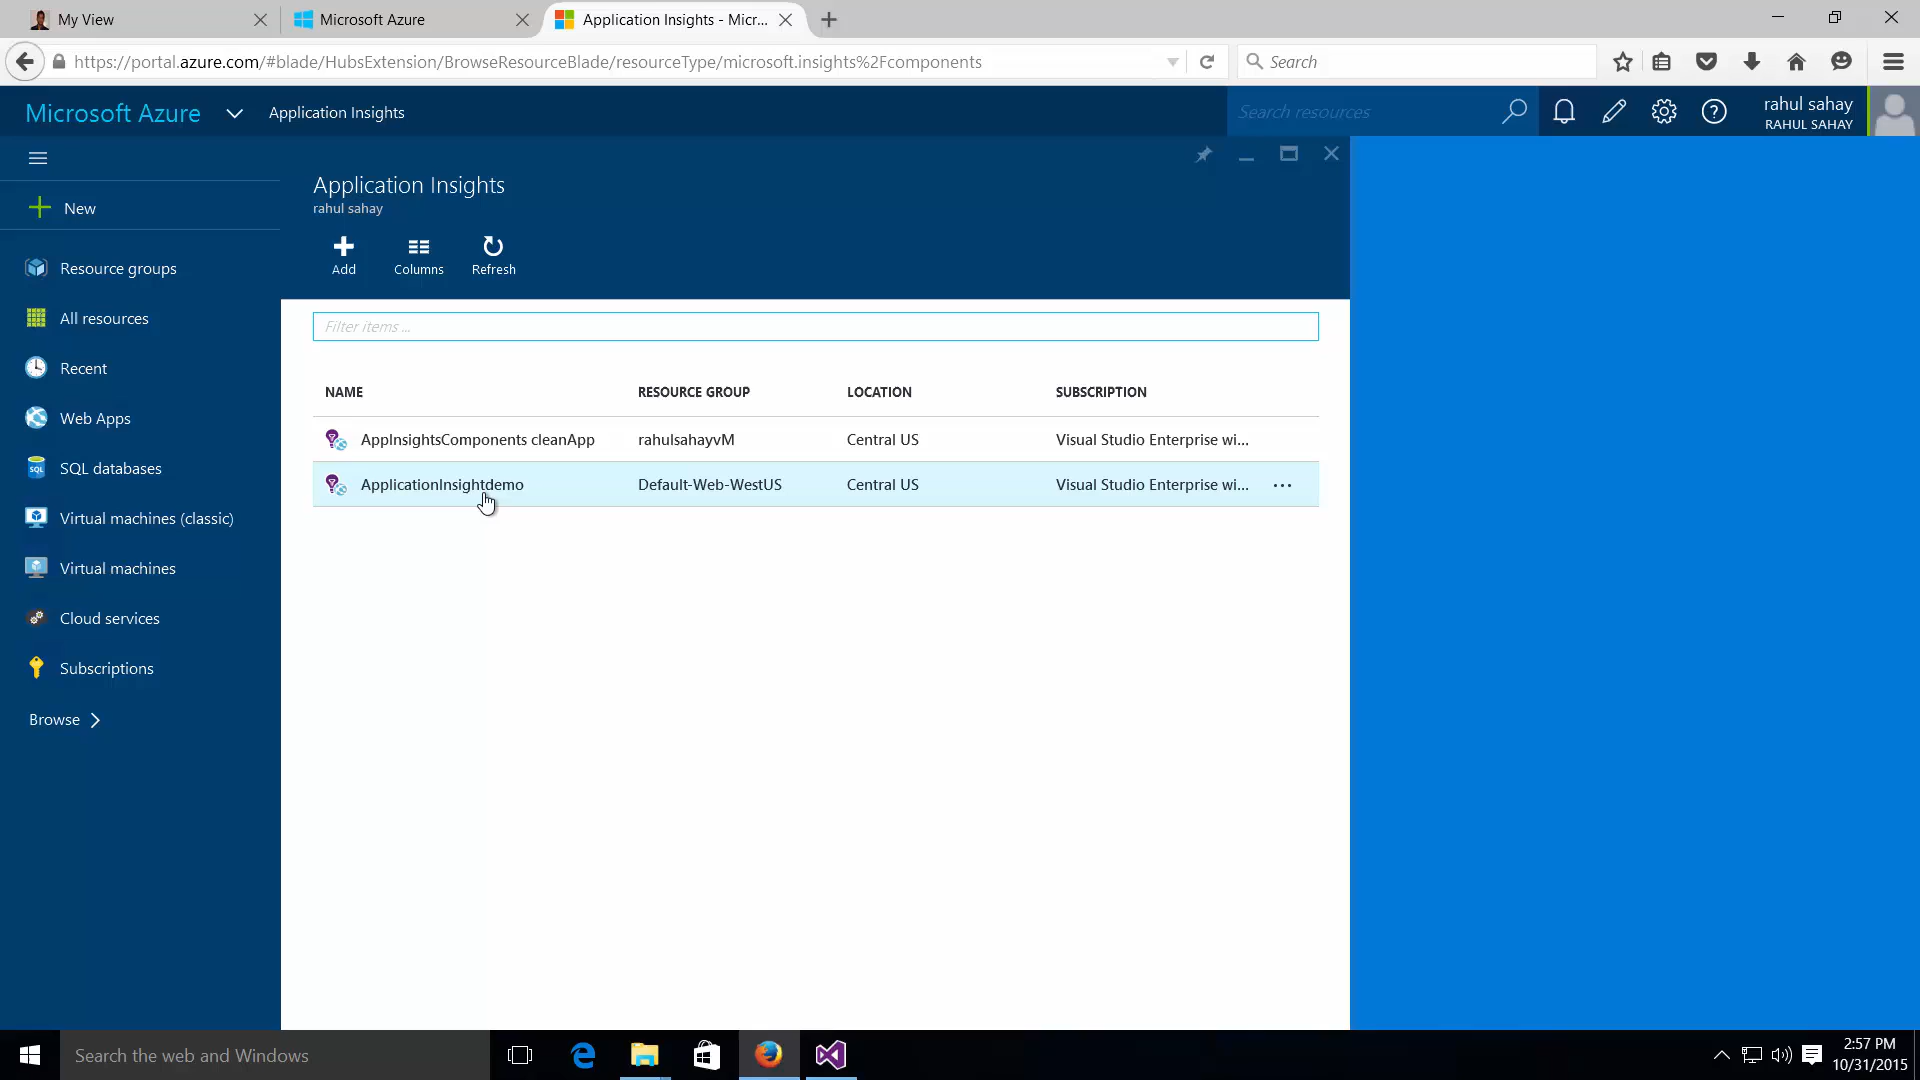 My View
Microsoft Azure
Application Insights - Micr...
https://portal.azure.com/#blade/HubsExtension/BrowseResourceBlade/resourceType/microsoft.insights%2Fcomponents
Search
Microsoft Azure
Application Insights
Search resources
rahul sahay
RAHUL SAHAY
New
Resource groups
All resources
Recent
Web Apps
SQL databases
Virtual machines (classic)
Virtual machines
Cloud services
Subscriptions
Browse
Application Insights
rahul sahay
Add Columns Refresh
Filter items ...
NAME RESOURCE GROUP LOCATION SUBSCRIPTION
AppInsightsComponents cleanApp rahulsahayvM Central US Visual Studio Enterprise wi...
ApplicationInsightdemo Default-Web-WestUS Central US Visual Studio Enterprise wi... ...
Search the web and Windows
2:57 PM
10/31/2015